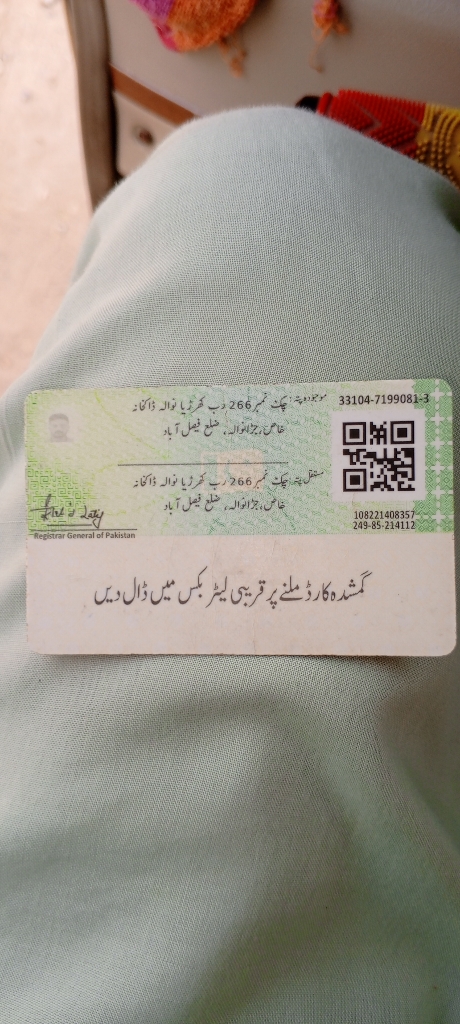 33104-7199081-3
موجودہ پتہ: چک نمبر 266 رب کھرڑیانوالہ ڈاکخانہ
خاص، جڑانوالہ، ضلع فیصل آباد
مستقل پتہ: چک نمبر 266 رب کھرڑیانوالہ ڈاکخانہ
خاص، جڑانوالہ، ضلع فیصل آباد
108221408357
249-85-214112
Registrar General of Pakistan
گمشدہ کارڈ ملنے پر قریبی لیٹر بکس میں ڈال دیں